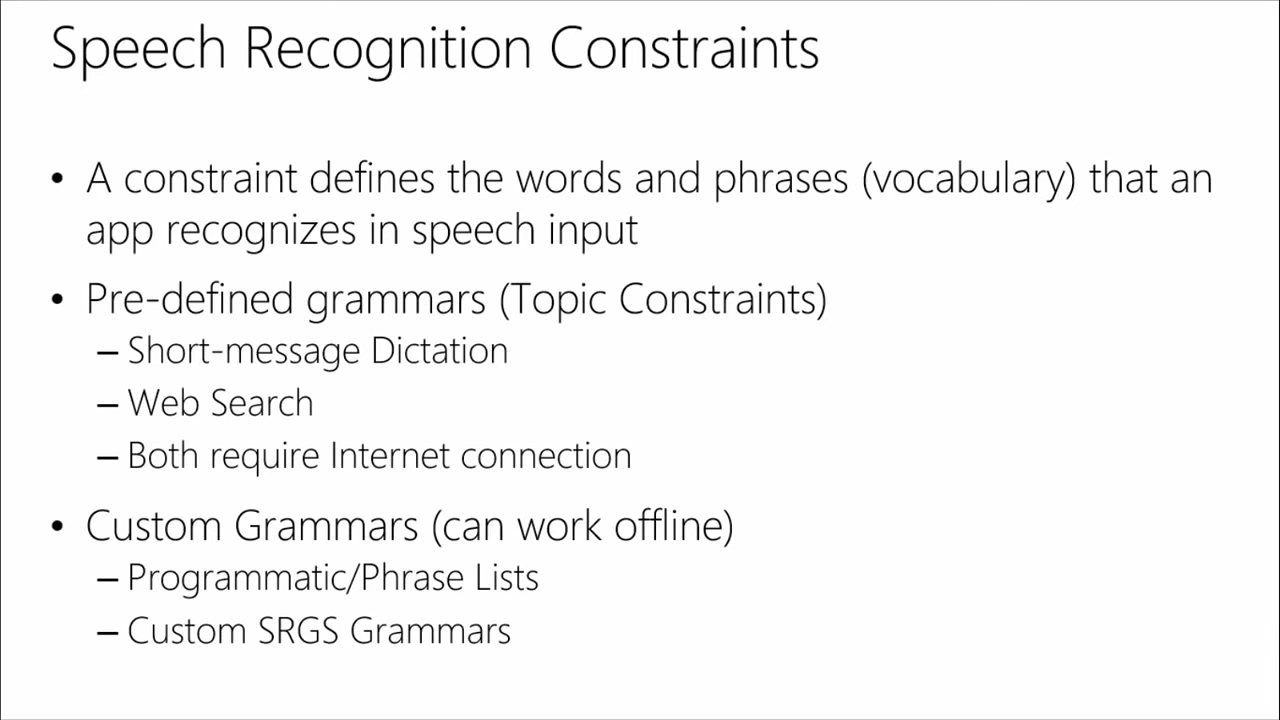 Speech Recognition Constraints
• A constraint defines the words and phrases (vocabulary) that an
app recognizes in speech input
• Pre-defined grammars (Topic Constraints)
– Short-message Dictation
– Web Search
– Both require Internet connection
• Custom Grammars (can work offline)
– Programmatic/Phrase Lists
– Custom SRGS Grammars